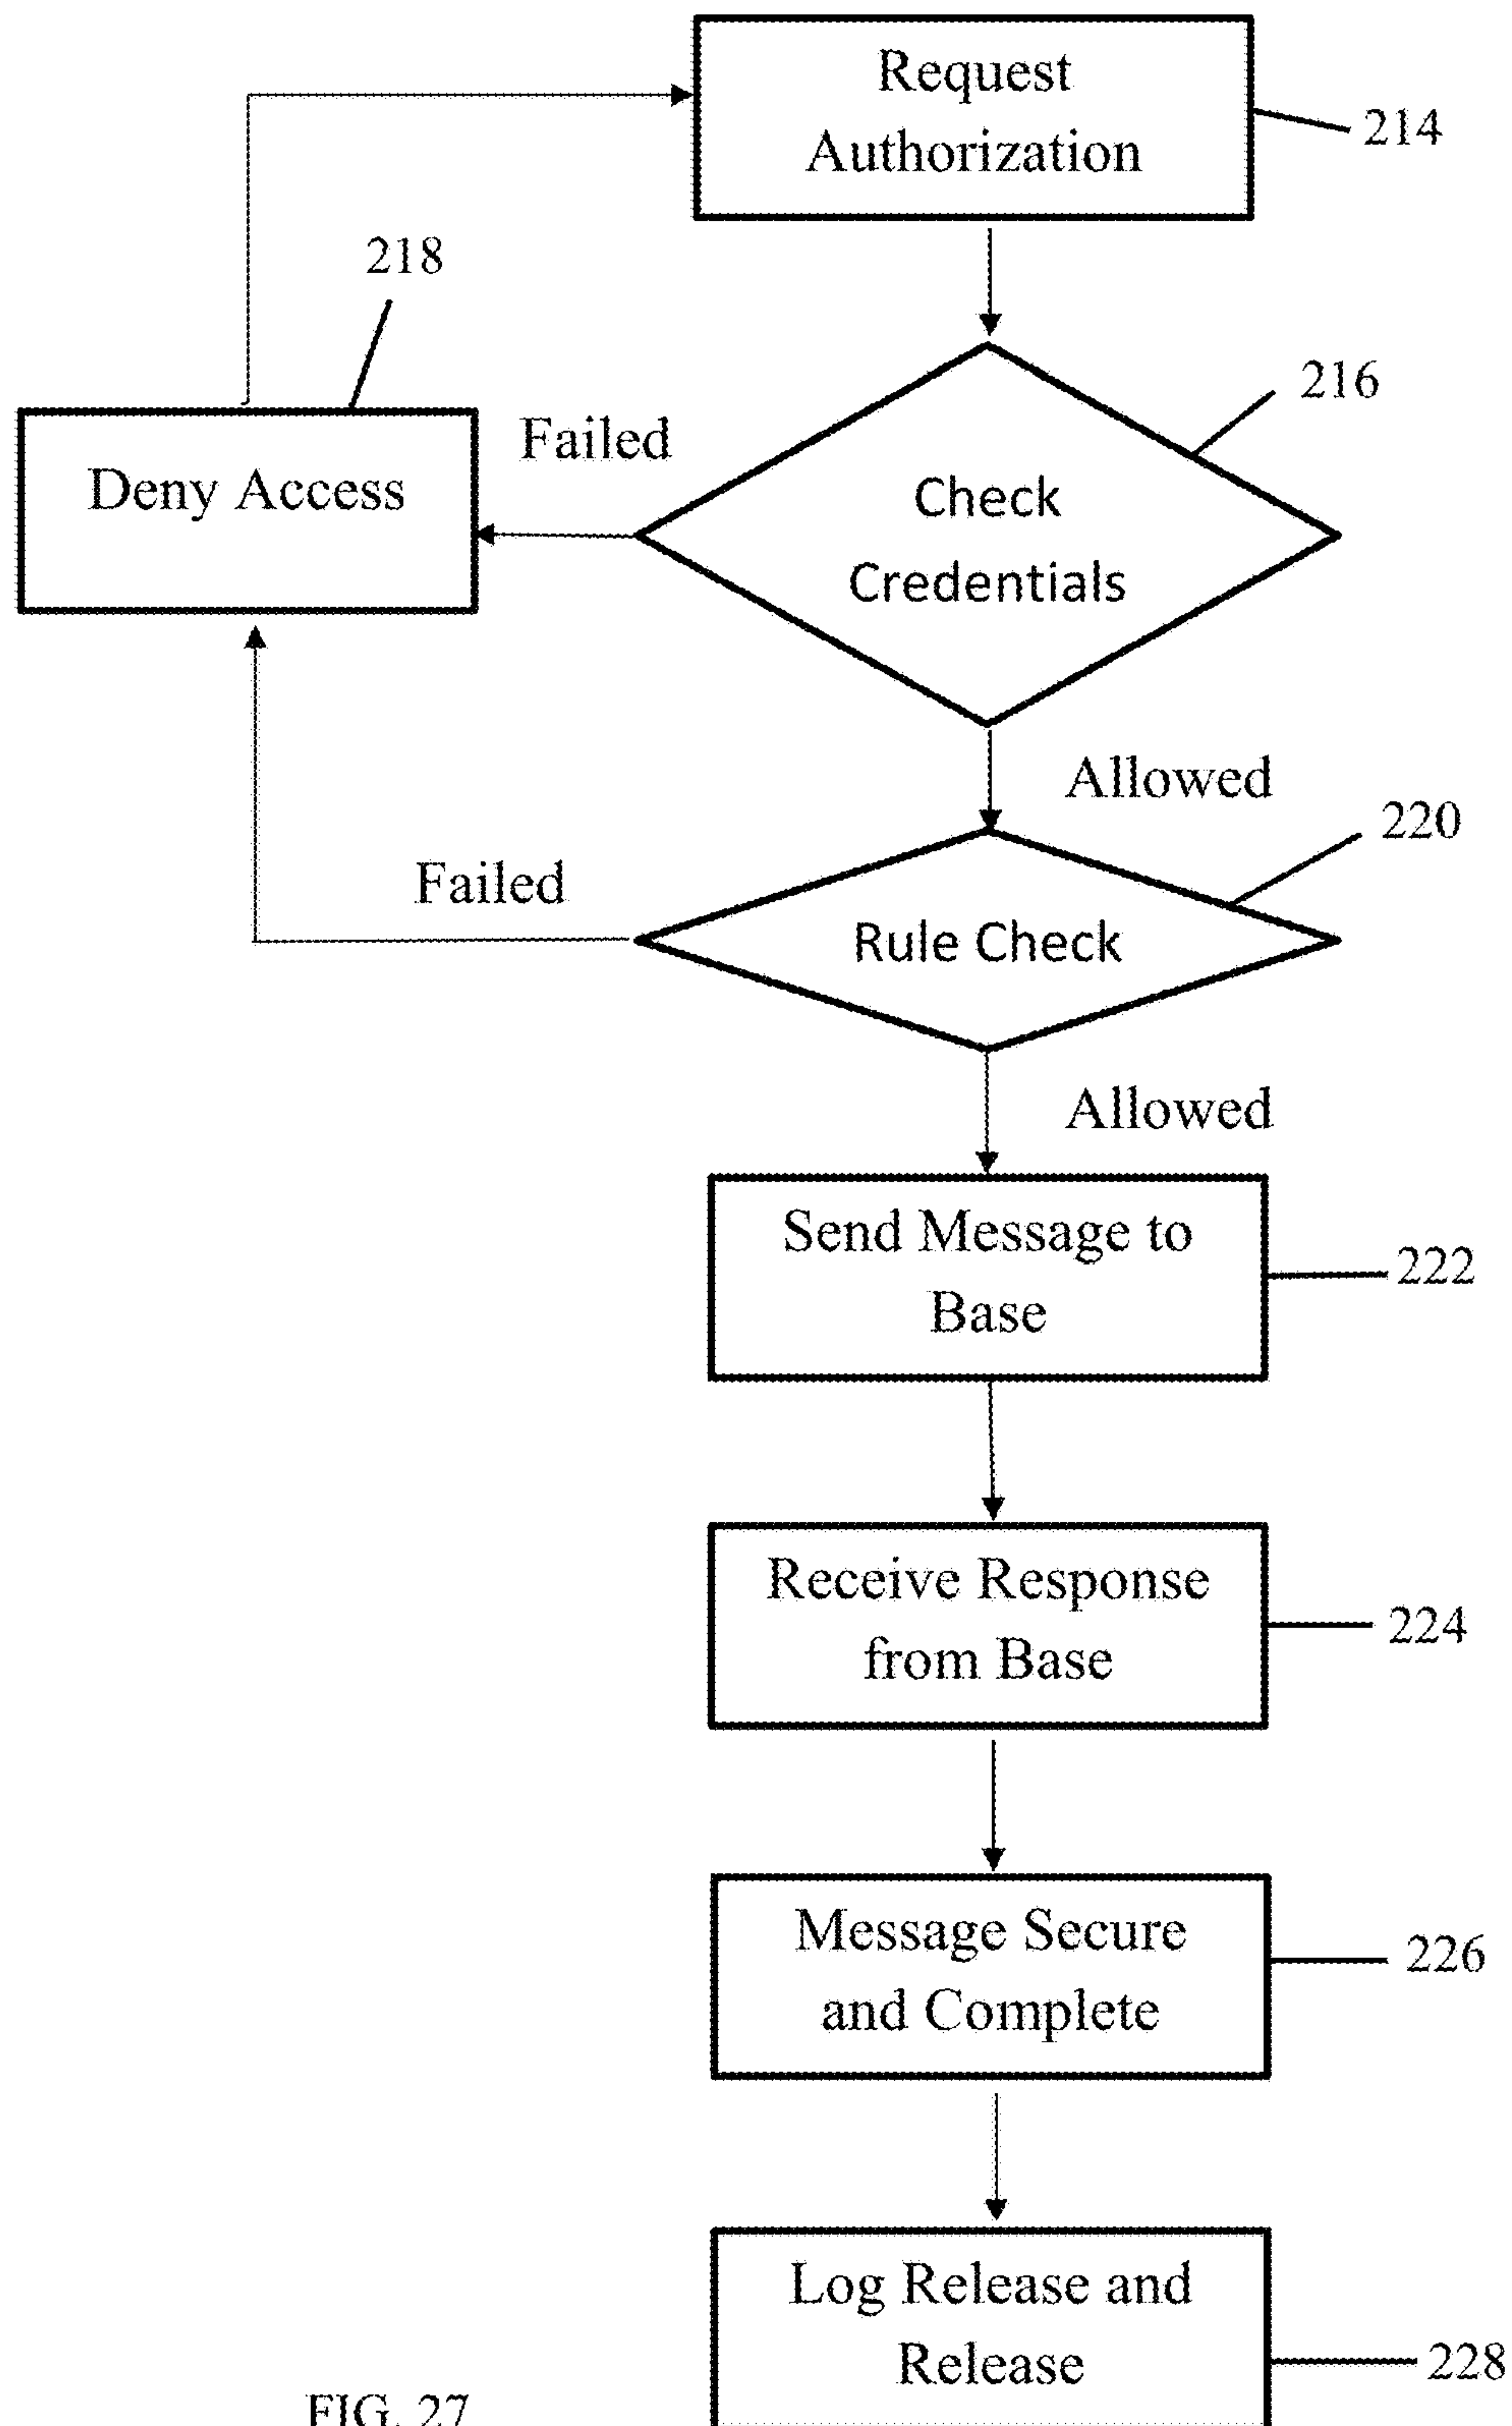 Request
Authorization
214
218
216
Failed
Deny Access
Check
Credentials
Allowed
220
Failed
Rule Check
Allowed
Send Message to
Base
222
Receive Response
from Base
224
Message Secure
and Complete
226
Log Release and
Release
228
FIG. 27